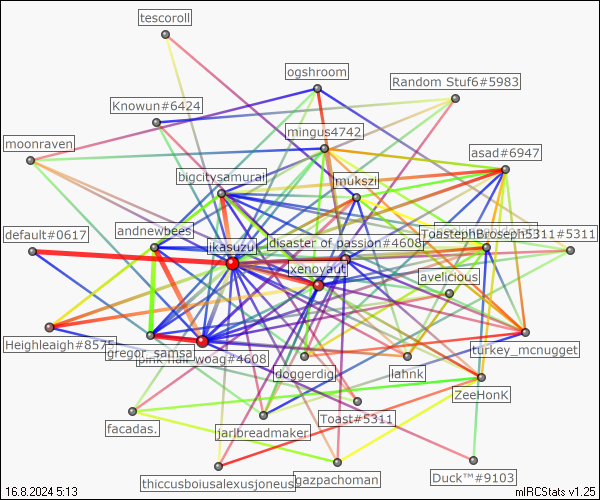 tescoroll
ogshroom
Random Stuf6#5983
Knowun#6424
mingus4742
moonraven
asad#6947
bigcitysamurai
mukszii
andnewbees
default#0617
jikasuzu
disaster of passion#4608
ToastephBroseph5311#5311
xenovaut
avelicious
Heighleaigh#8575
gregor_samsa
pink hair woag#4608
doggerdig
lahnk
turkey_mcnugget
ZeeHonk
facadas.
jarlbreadmaker
Toast#5311
thiccusboiusalexusjoneus
gazpachoman
Duck™#9103
16.8.2024 5:13
mIRCStats v1.25